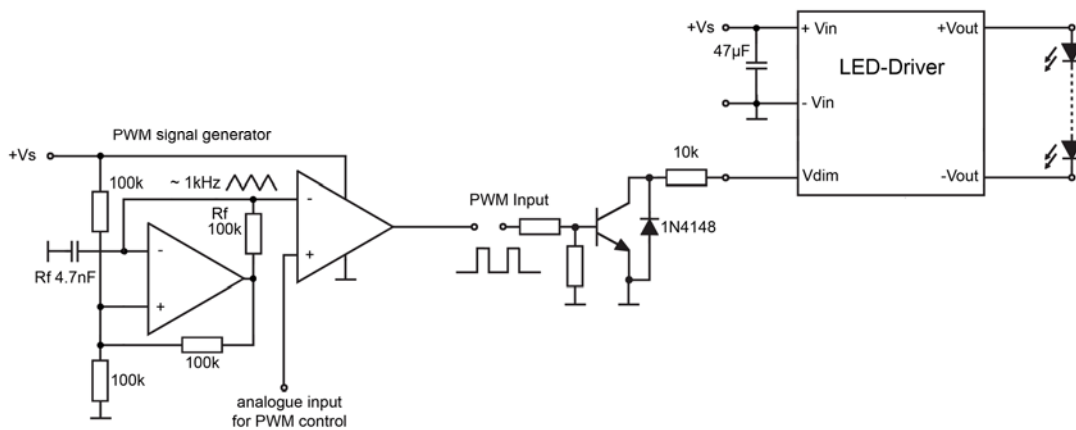 +Vs
47µF
+ Vin
- Vin
LED-Driver
+Vout
-Vout
Vdim
10k
PWM signal generator
+Vs
100k
~ 1kHz
Rf
100k
-
+
-
+
Rf 4.7nF
100k
100k
analogue input
for PWM control
PWM Input
1N4148